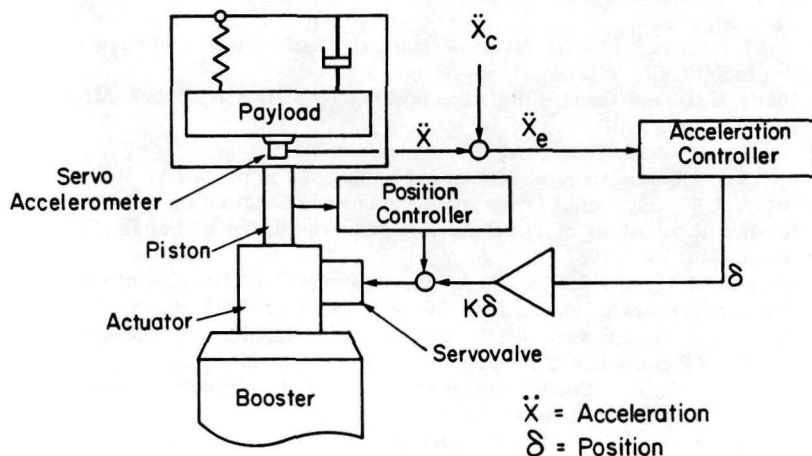 Ẍc
Payload
Ẍ
Ẍe
Acceleration
Controller
Servo
Accelerometer
Position
Controller
Piston
δ
Kδ
Actuator
Servovalve
Booster
Ẍ = Acceleration
δ = Position